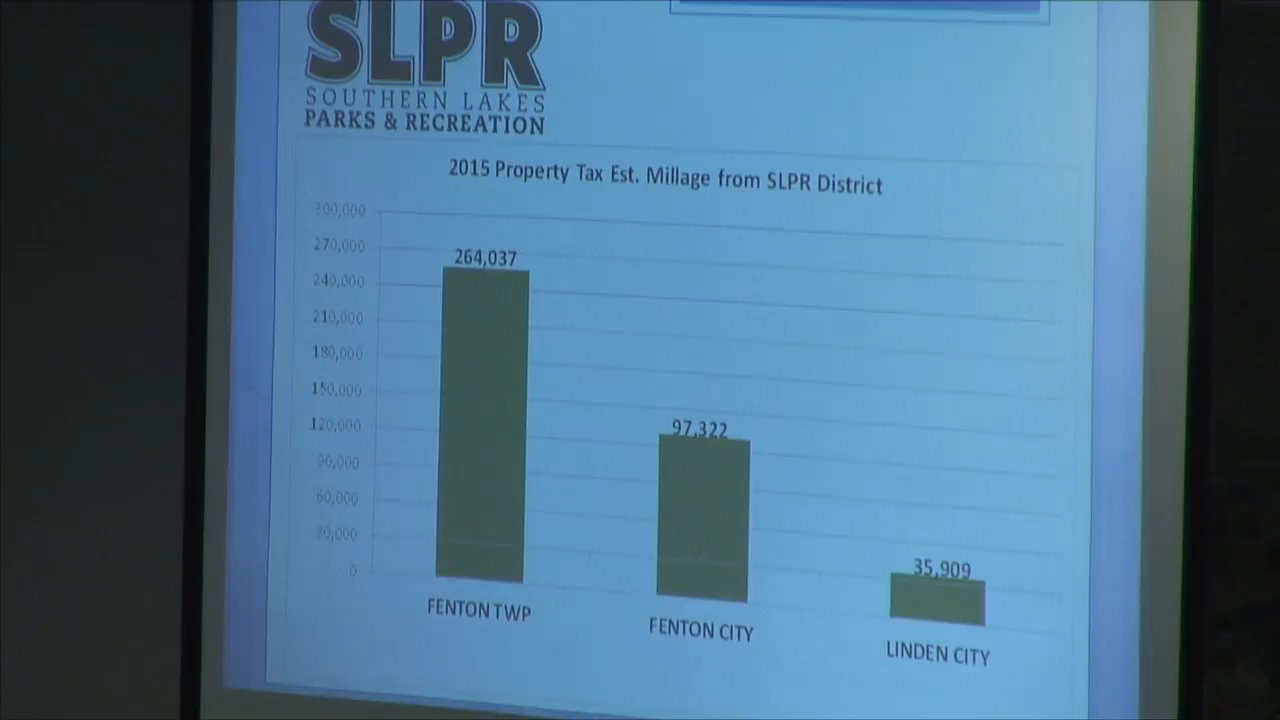 SLPR
SOUTHERN LAKES
PARKS & RECREATION
2015 Property Tax Est. Millage from SLPR District
300,000
270,000
240,000
210,000
180,000
150,000
120,000
90,000
60,000
30,000
0
264,037
97,322
35,909
FENTON TWP
FENTON CITY
LINDEN CITY